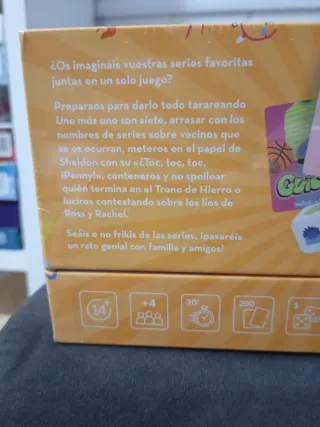 ¿Os imagináis vuestras series favoritas
juntas en un solo juego?
Preparaos para darlo todo tarareando
Uno más uno son siete, arrasar con los
nombres de series sobre vecinos que
se os ocurran, meteros en el papel de
Sheldon con su «¿Toc, toc, toc,
¡Penny!», conteneros y no spoilear
quién termina en el Trono de Hierro o
luciros contestando sobre los líos de
Ross y Rachel.
Seáis o no frikis de las series, ¡pasaréis
un rato genial con familia y amigos!
14+ +4 30' 200